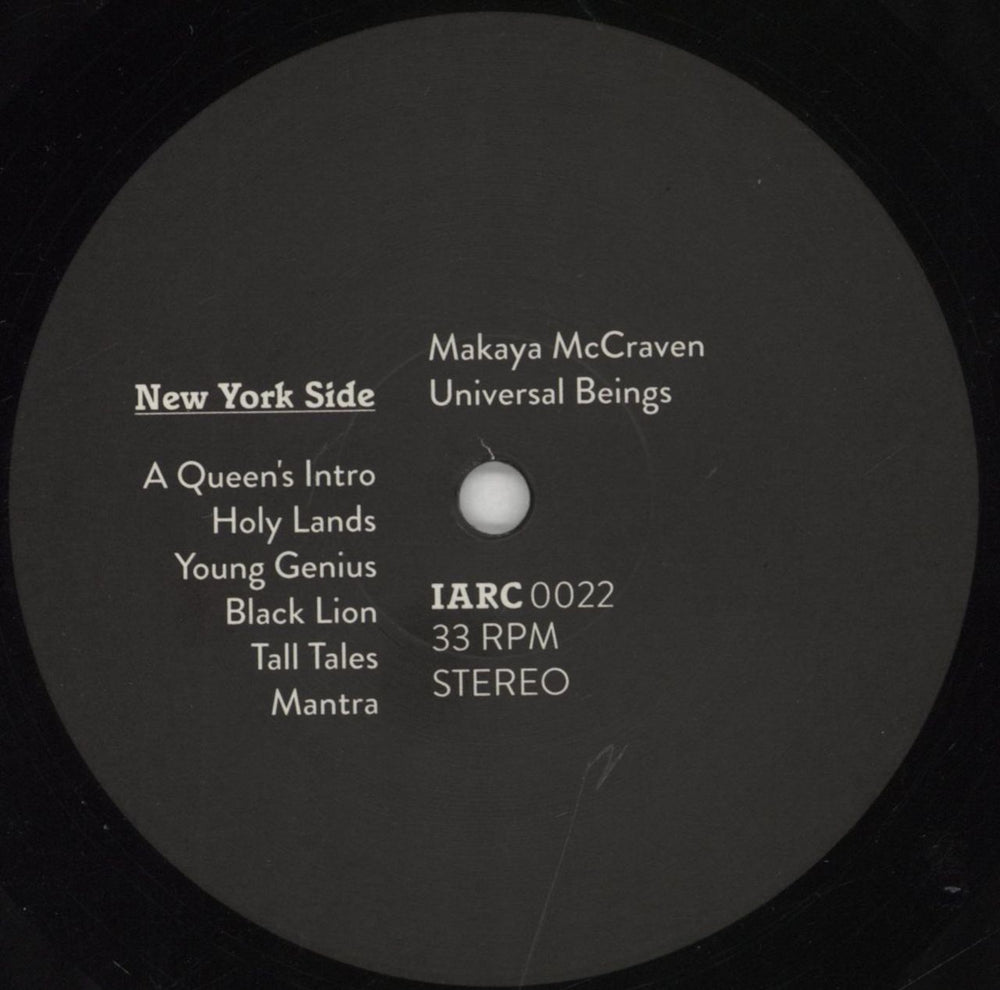 Makaya McCraven
Universal Beings
New York Side
A Queen's Intro
Holy Lands
Young Genius
Black Lion
Tall Tales
Mantra
IARC 0022
33 RPM
STEREO